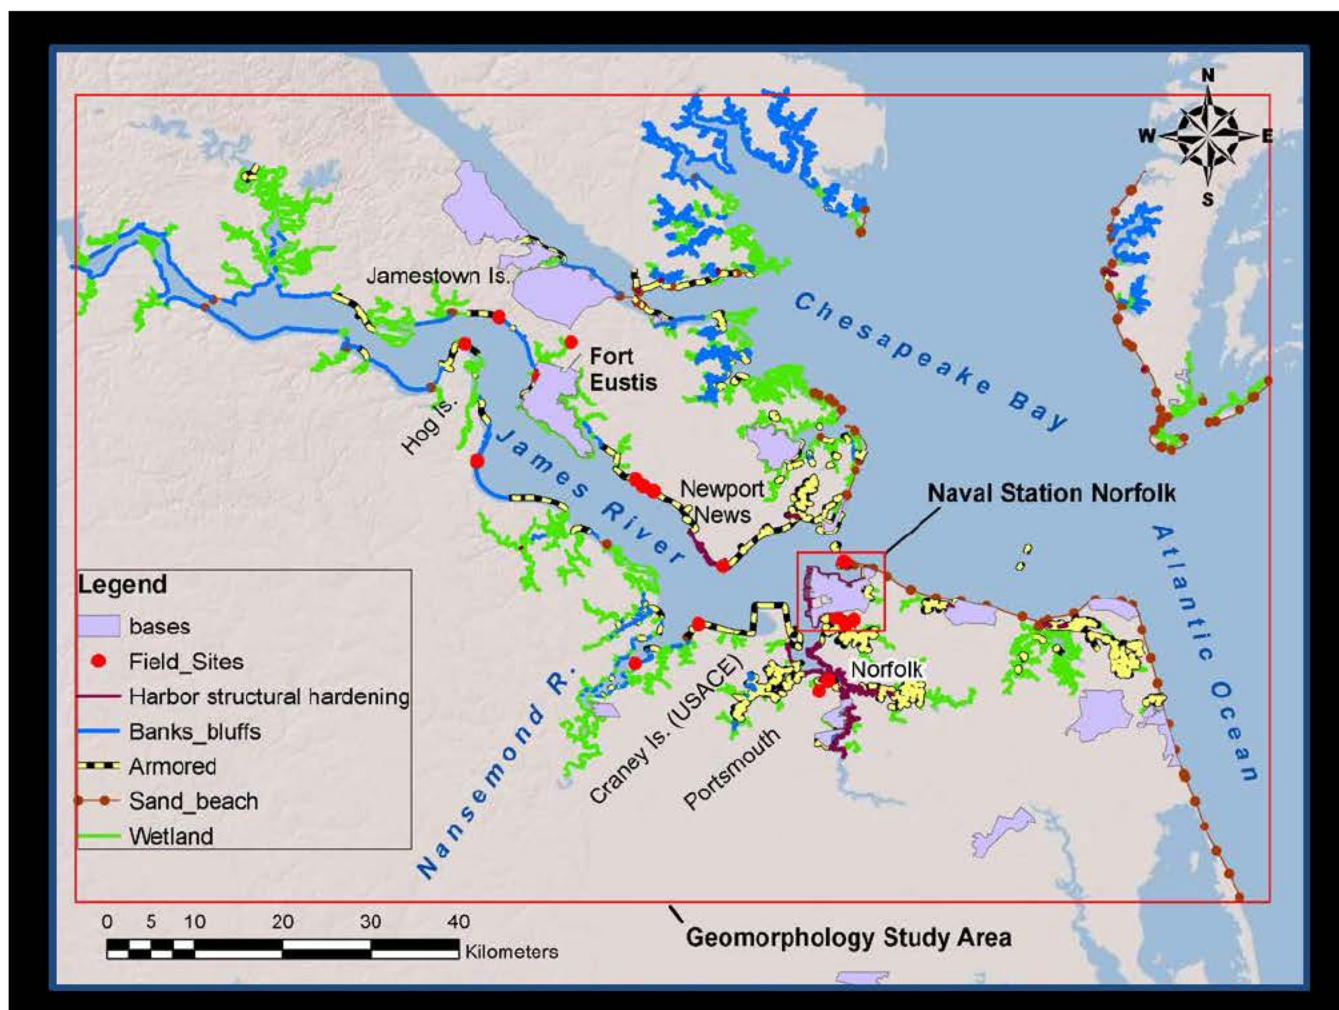 N
W E
S
Jamestown Is.
Chesapeake Bay
Fort
Eustis
Hog Is.
James River
Newport
News
Naval Station Norfolk
Atlantic Ocean
Legend
bases
Field_Sites
Harbor structural hardening
Banks_bluffs
Armored
Sand_beach
Wetland
Nansemond R.
Craney Is. (USACE)
Portsmouth
Norfolk
0 5 10 20 30 40
Kilometers
Geomorphology Study Area